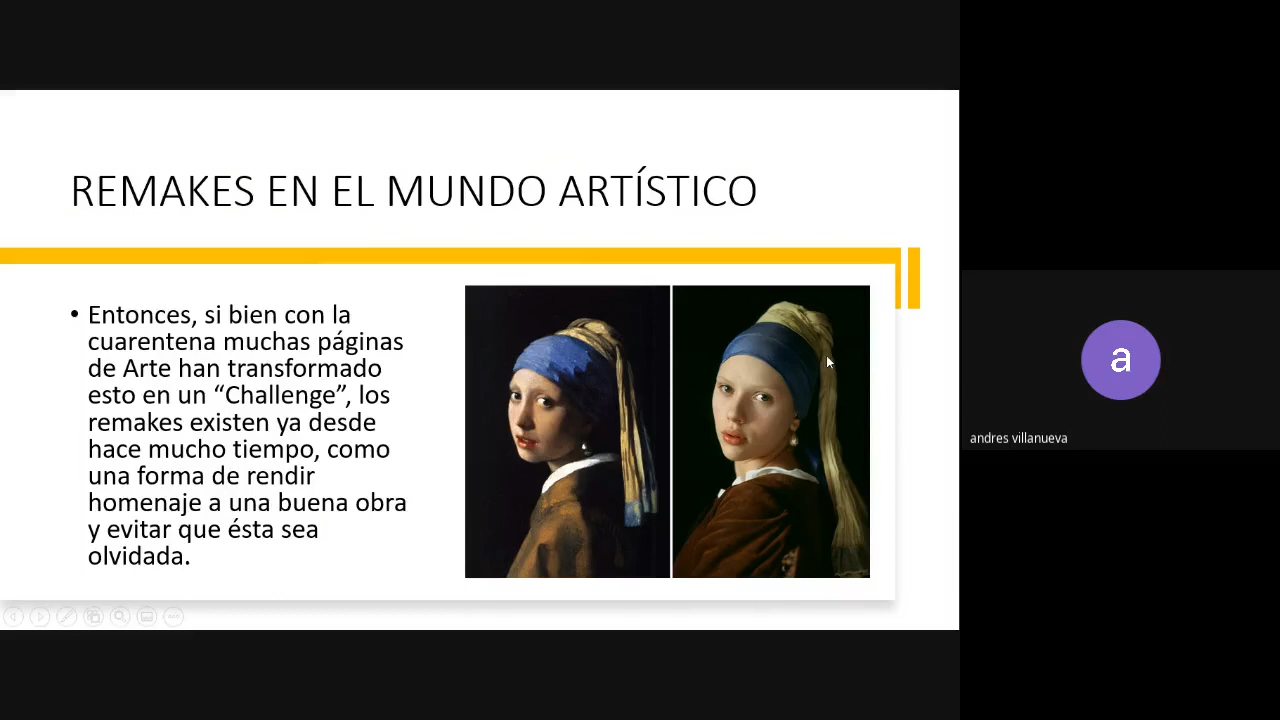 REMAKES EN EL MUNDO ARTÍSTICO
• Entonces, si bien con la
cuarentena muchas páginas
de Arte han transformado
esto en un “Challenge”, los
remakes existen ya desde
hace mucho tiempo, como
una forma de rendir
homenaje a una buena obra
y evitar que ésta sea
olvidada.
a
andres villanueva